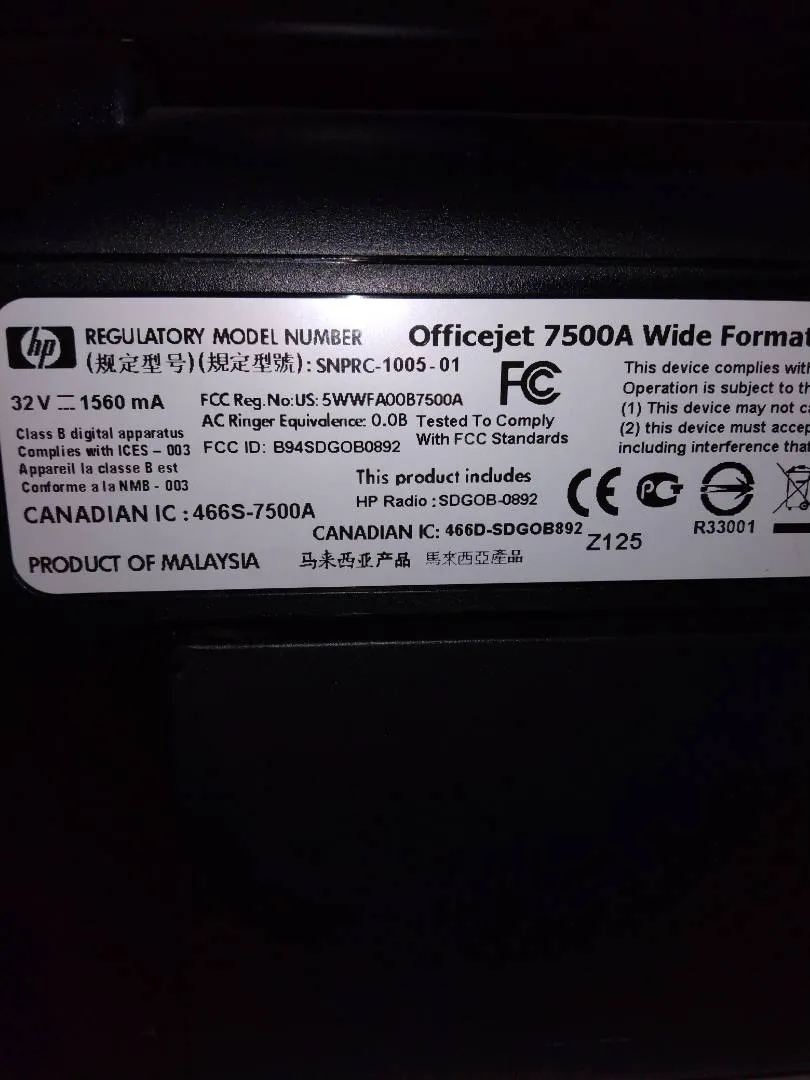 hp
REGULATORY MODEL NUMBER
(规定型号)(規定型號): SNPRC-1005-01
Officejet 7500A Wide Format
32V ⎓ 1560 mA
FCC Reg.No:US: 5WWFA00B7500A
AC Ringer Equivalence: 0.0B
FCC ID: B94SDGOB0892
FC
Tested To Comply
With FCC Standards
This device complies with
Operation is subject to th
(1) This device may not ca
(2) this device must accep
including interference that
Class B digital apparatus
Complies with ICES - 003
Appareil la classe B est
Conforme a la NMB - 003
This product includes
HP Radio : SDGOB-0892
CANADIAN IC : 466S-7500A
CANADIAN IC: 466D-SDGOB892
CE
Z125
R33001
PRODUCT OF MALAYSIA
马来西亚产品 馬來西亞產品